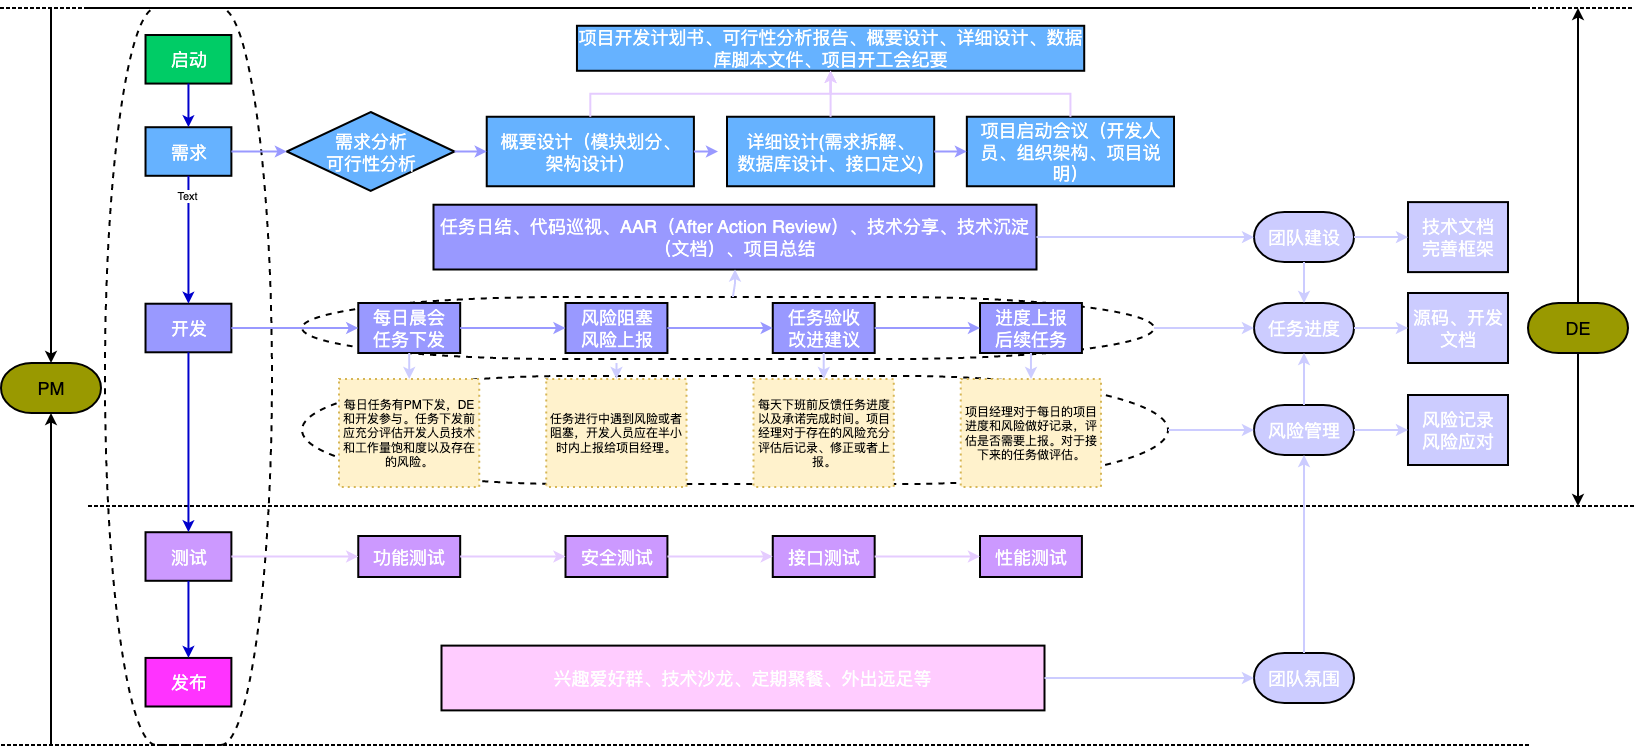 启动
项目开发计划书、可行性分析报告、概要设计、详细设计、数据
库脚本文件、项目开工会纪要
需求
需求分析
可行性分析
概要设计（模块划分、
架构设计）
详细设计(需求拆解、
数据库设计、接口定义)
项目启动会议（开发人
员、组织架构、项目说
明）
Text
任务日结、代码巡视、AAR（After Action Review）、技术分享、技术沉淀
（文档）、项目总结
团队建设
技术文档
完善框架
开发
每日晨会
任务下发
风险阻塞
风险上报
任务验收
改进建议
进度上报
后续任务
任务进度
源码、开发
文档
DE
PM
每日任务有PM下发，DE
和开发参与。任务下发前
应充分评估开发人员技术
和工作量饱和度以及存在
的风险。
任务进行中遇到风险或者
阻塞，开发人员应在半小
时内上报给项目经理。
每天下班前反馈任务进度
以及承诺完成时间。项目
经理对于存在的风险充分
评估后记录、修正或者上
报。
项目经理对于每日的项目
进度和风险做好记录，评
估是否需要上报。对于接
下来的任务做评估。
风险管理
风险记录
风险应对
测试
功能测试
安全测试
接口测试
性能测试
发布
兴趣爱好群、技术沙龙、定期聚餐、外出远足等
团队氛围